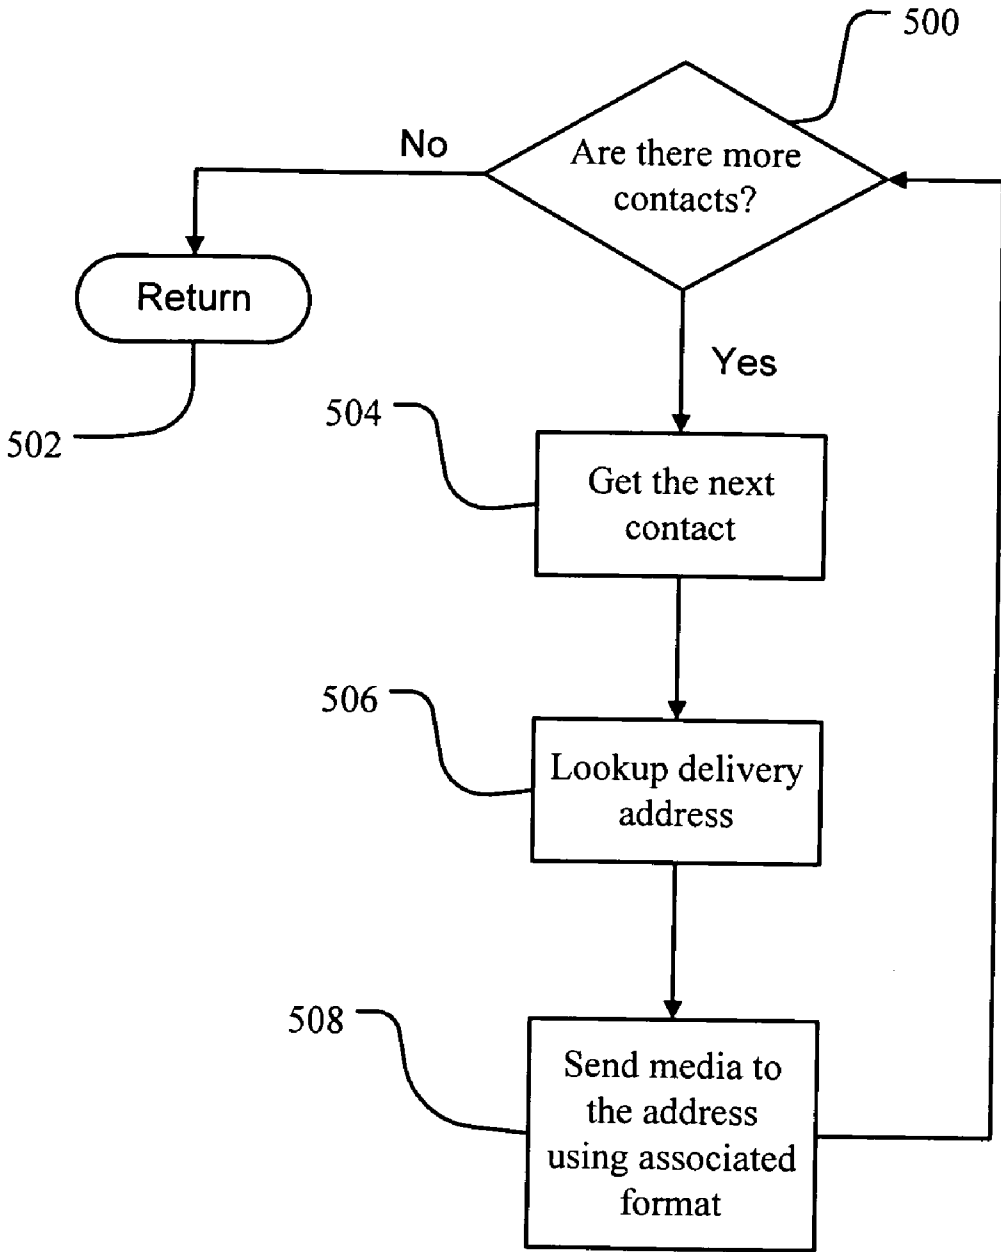 500
Are there more
contacts?
No
Return
Yes
502
504
Get the next
contact
506
Lookup delivery
address
508
Send media to
the address
using associated
format